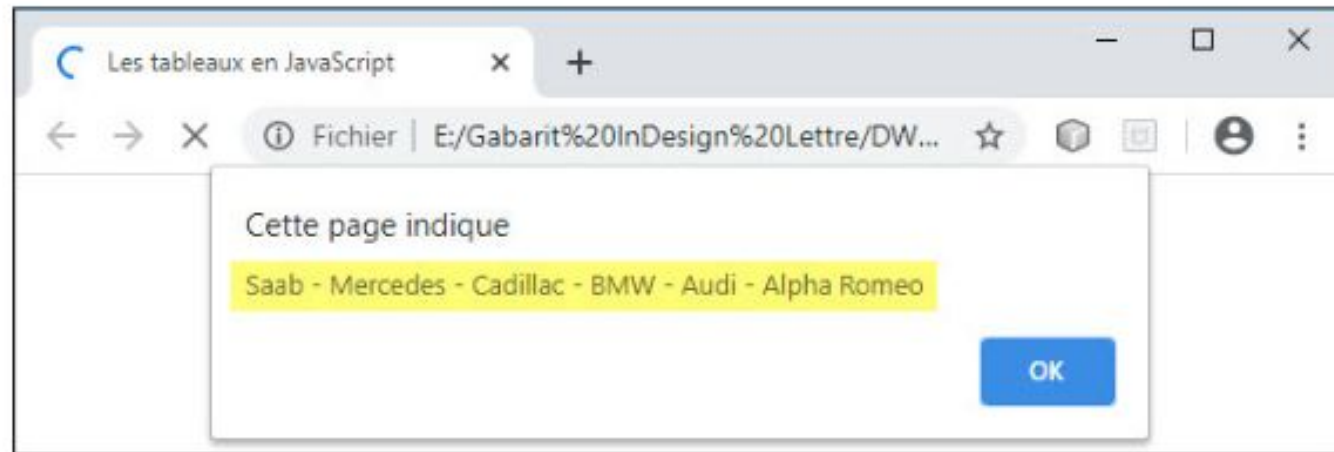 Les tableaux en JavaScript
Fichier | E:/Gabarit%20InDesign%20Lettre/DW...
Cette page indique
Saab - Mercedes - Cadillac - BMW - Audi - Alpha Romeo
OK